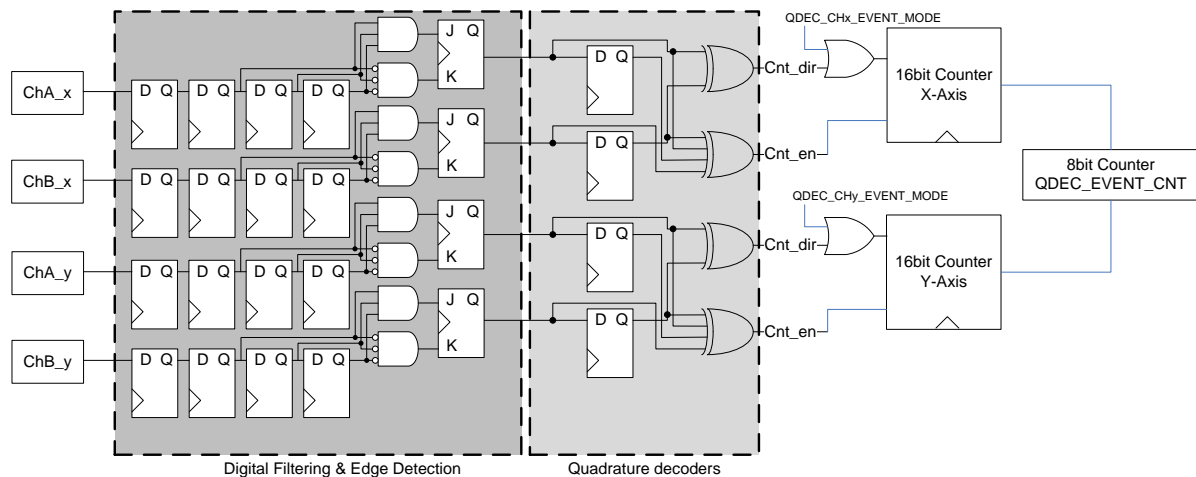 QDEC_CHx_EVENT_MODE
ChA_x
D Q D Q D Q D Q
J Q
K
D Q
Cnt_dir
16bit Counter
X-Axis
ChB_x
D Q D Q D Q D Q
J Q
K
D Q
Cnt_en
8bit Counter
QDEC_EVENT_CNT
QDEC_CHy_EVENT_MODE
ChA_y
D Q D Q D Q D Q
J Q
K
D Q
Cnt_dir
16bit Counter
Y-Axis
ChB_y
D Q D Q D Q D Q
J Q
K
D Q
Cnt_en
Digital Filtering & Edge Detection
Quadrature decoders